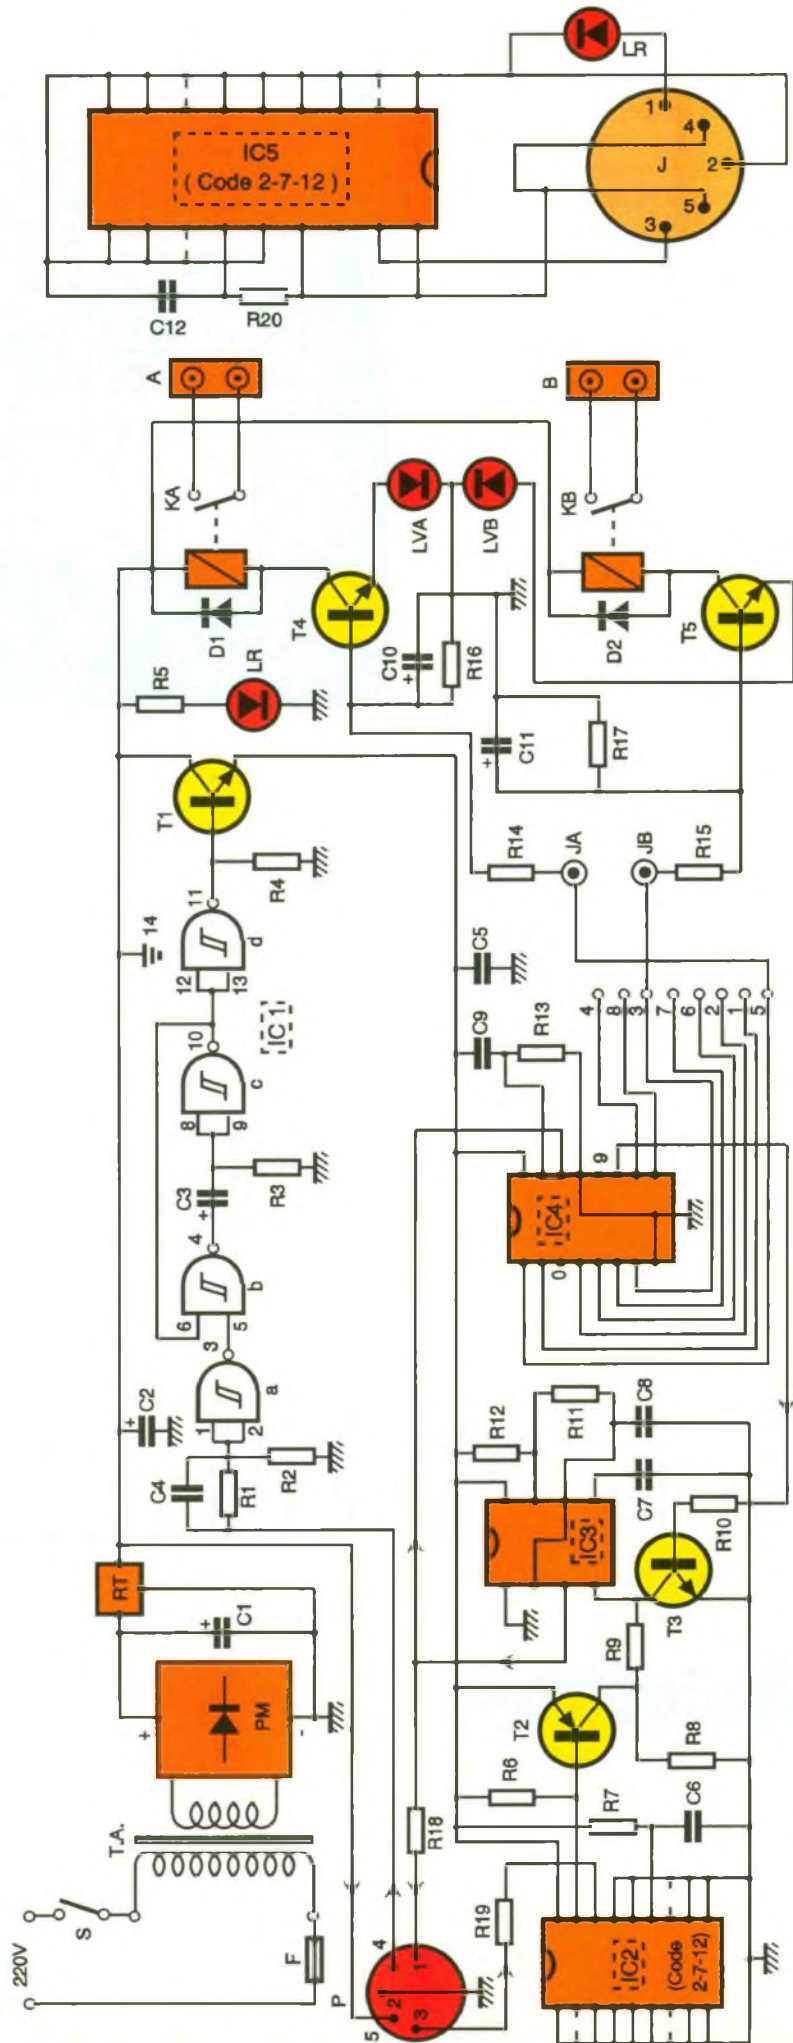 220V
S
F
T.A.
+
PM
-
+
C1
RT
+
C2
C4
R1
R2
1
2
3
a
6
5
4
b
+
C3
R3
8
9
10
c
IC 1
12
13
11
d
14
R4
T1
R5
LR
D1
KA
A
T4
LVA
LVB
C10
+
R16
C11
+
R17
D2
KB
B
T5
R14
JA
JB
R15
C5
C9
R13
4
8
3
7
6
2
1
5
0
9
IC4
R12
R11
C8
C7
IC3
R10
T3
R9
T2
R8
R6
R7
C6
R18
R19
P
5
4
2
3
1
IC2
(Code
2-7-12)
IC5
( Code 2-7-12 )
C12
R20
LR
J
1
4
2
5
3